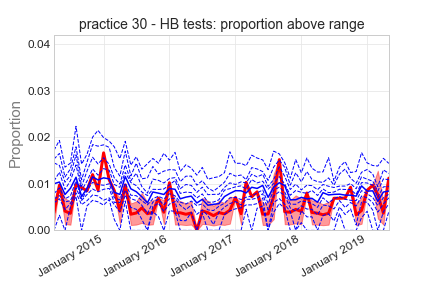 practice 30 - HB tests: proportion above range
0.04
0.03
0.02
0.01
0.00
Proportion
January 2015
January 2016
January 2017
January 2018
January 2019